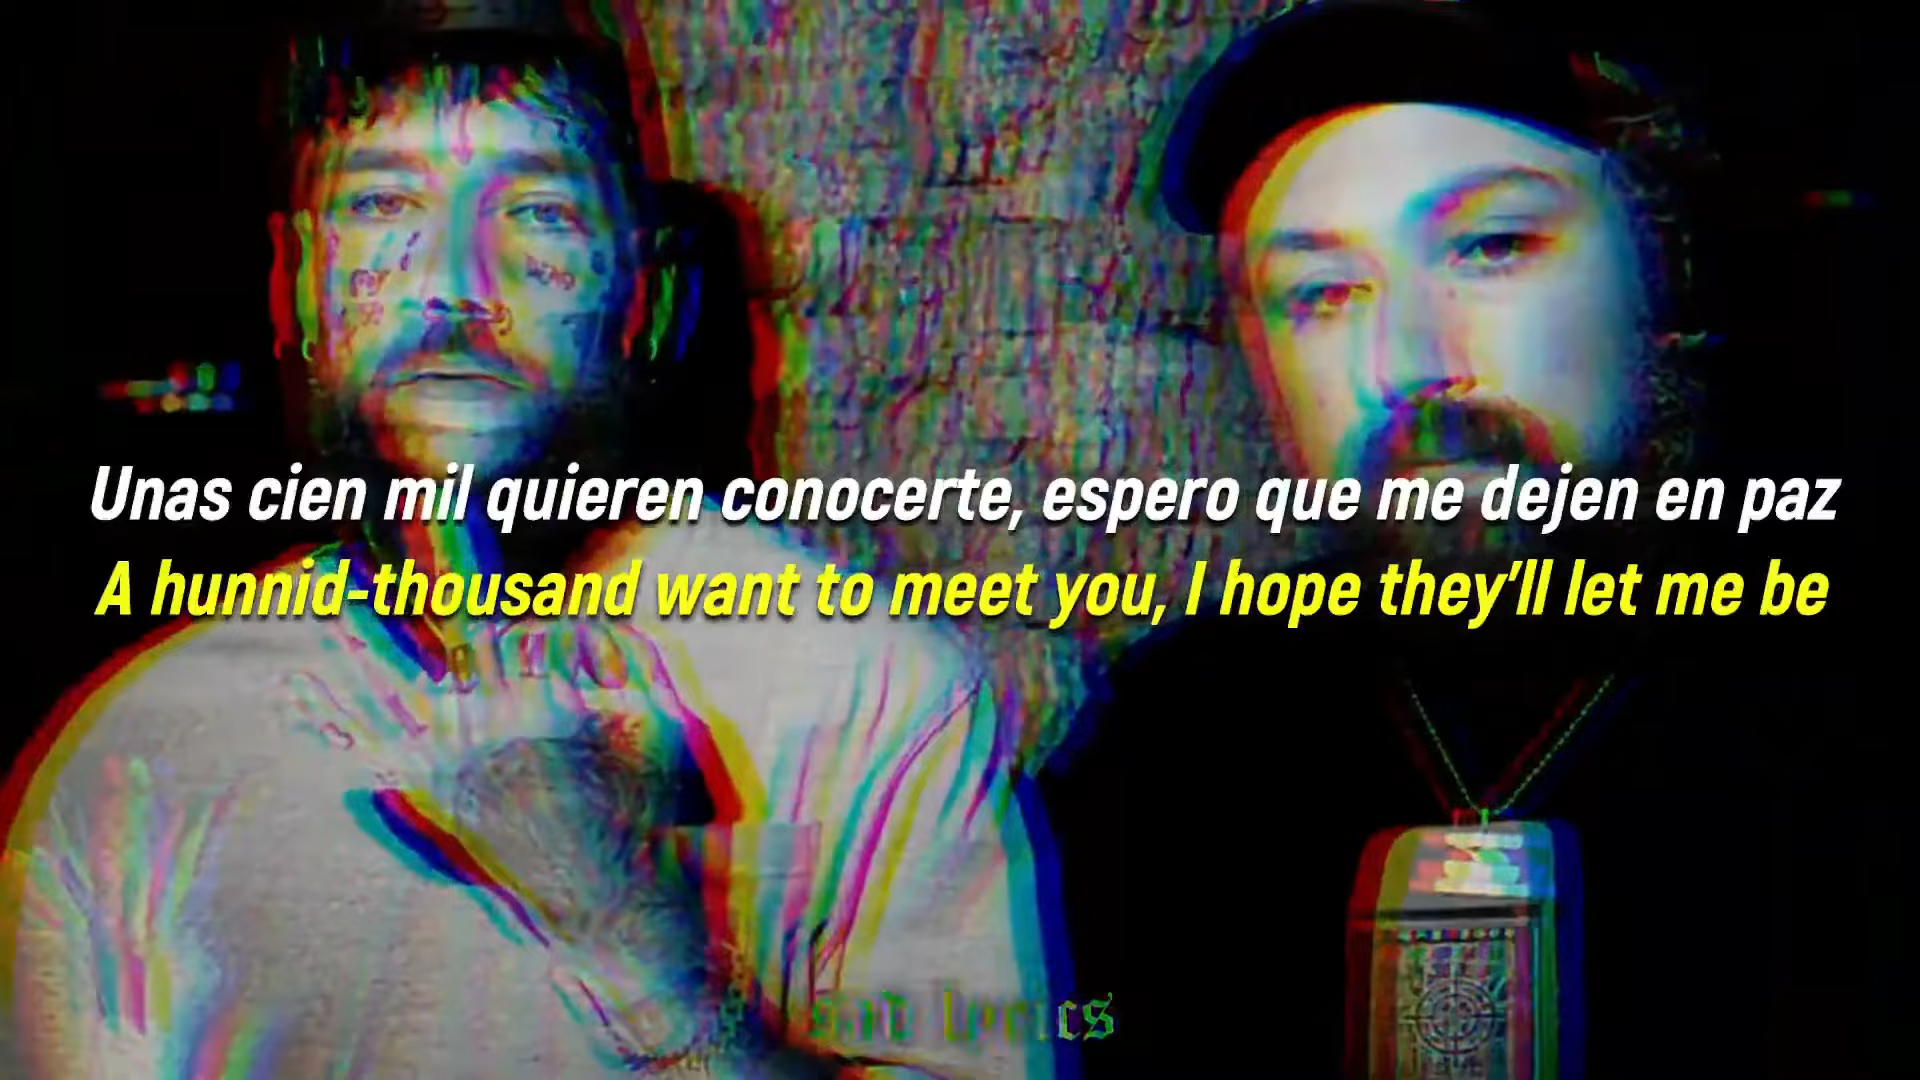 Unas cien mil quieren conocerte, espero que me dejen en paz
A hunnid-thousand want to meet you, I hope they'll let me be
lyrics